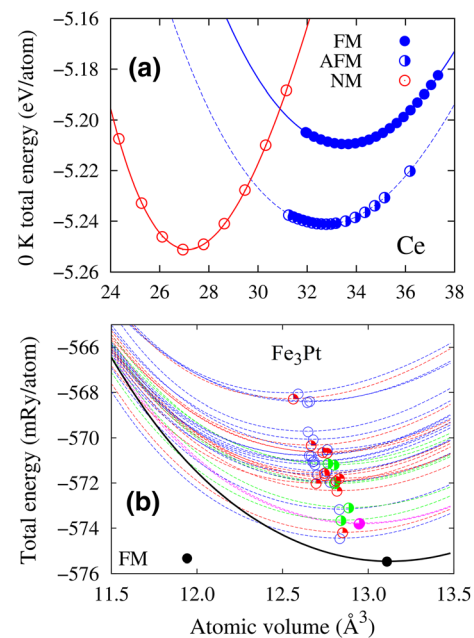 −5.16
−5.18
−5.20
−5.22
−5.24
−5.26
0 K total energy (eV/atom)
(a)
FM
AFM
NM
Ce
24 26 28 30 32 34 36 38
−566
−568
−570
−572
−574
−576
Total energy (mRy/atom)
Fe₃Pt
(b)
FM
11.5 12.0 12.5 13.0 13.5
Atomic volume (Å³)